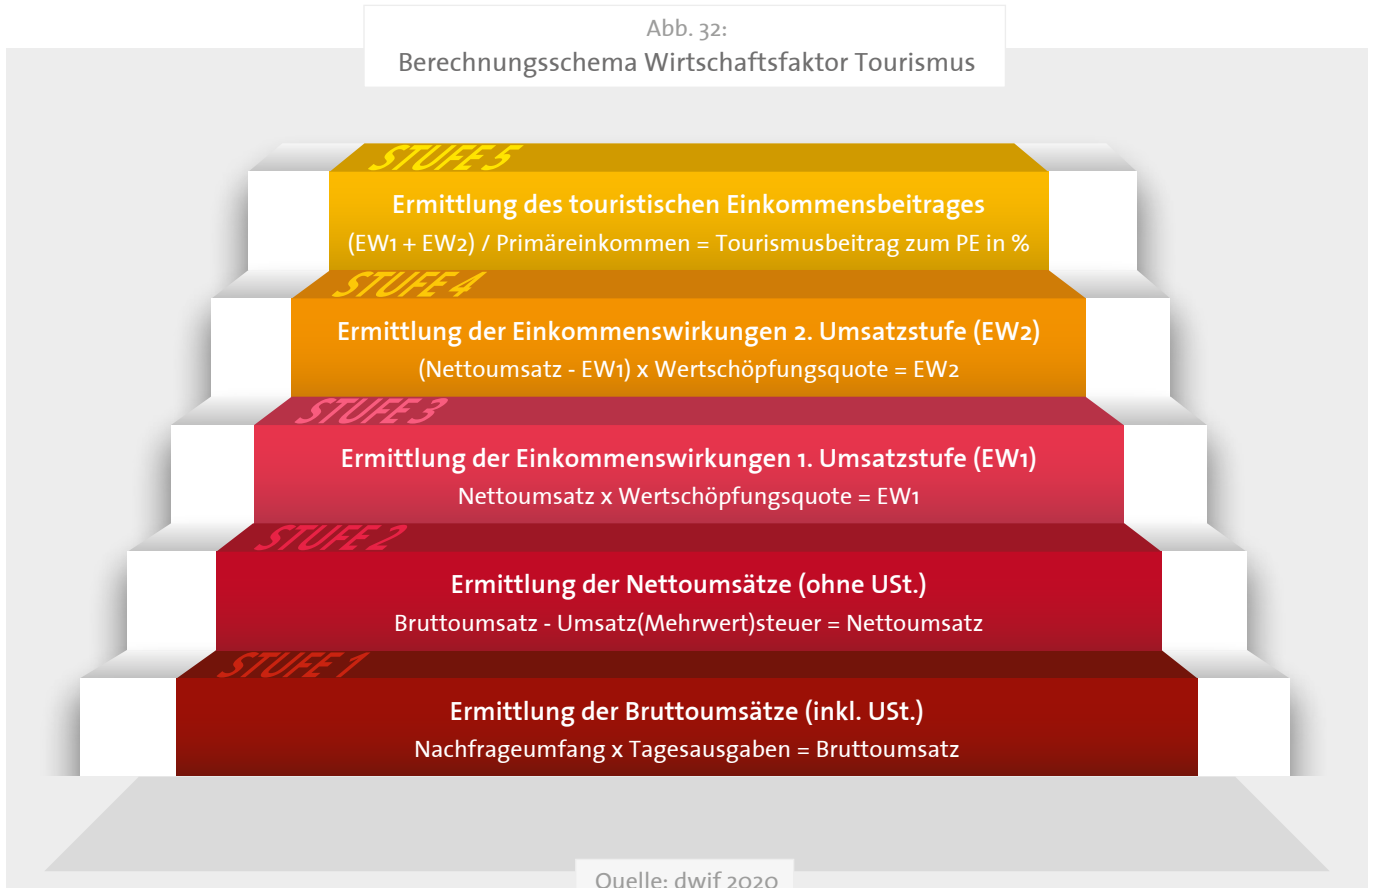 Abb. 32:
Berechnungsschema Wirtschaftsfaktor Tourismus
STUFE 5
Ermittlung des touristischen Einkommensbeitrages
(EW1 + EW2) / Primäreinkommen = Tourismusbeitrag zum PE in %
STUFE 4
Ermittlung der Einkommenswirkungen 2. Umsatzstufe (EW2)
(Nettoumsatz - EW1) x Wertschöpfungsquote = EW2
STUFE 3
Ermittlung der Einkommenswirkungen 1. Umsatzstufe (EW1)
Nettoumsatz x Wertschöpfungsquote = EW1
STUFE 2
Ermittlung der Nettoumsätze (ohne USt.)
Bruttoumsatz - Umsatz(Mehrwert)steuer = Nettoumsatz
STUFE 1
Ermittlung der Bruttoumsätze (inkl. USt.)
Nachfrageumfang x Tagesausgaben = Bruttoumsatz
Quelle: dwif 2020